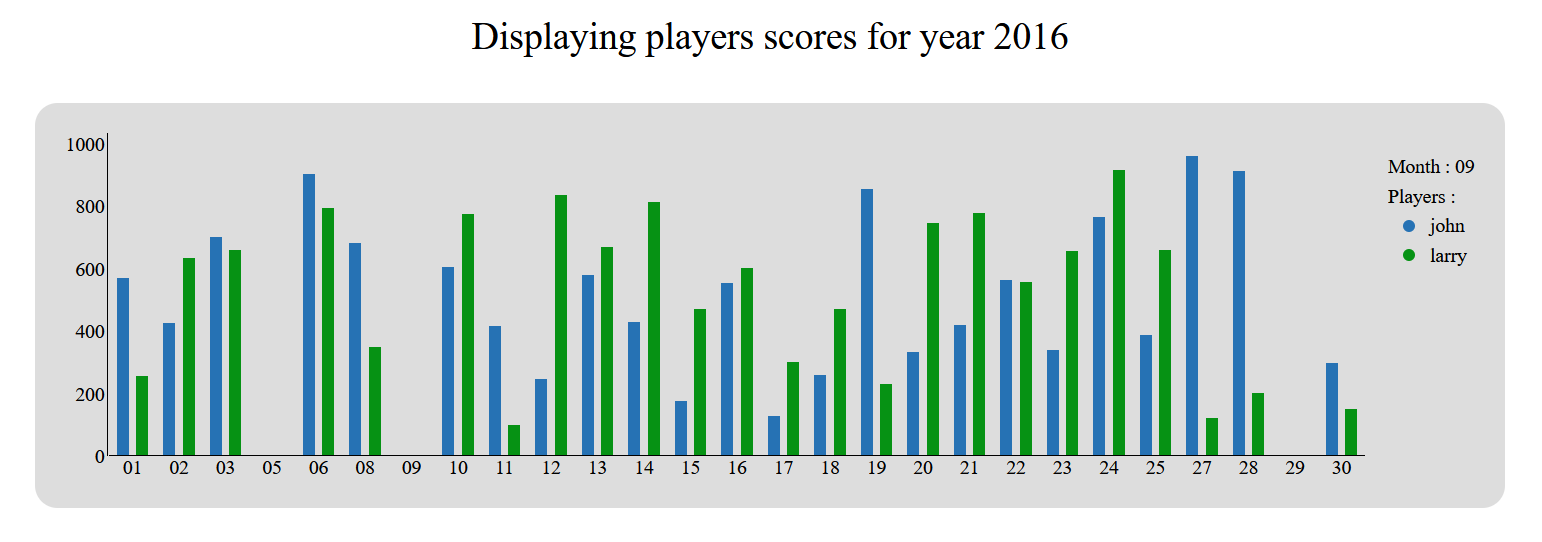 Displaying players scores for year 2016
1000
800
600
400
200
0
01 02 03 05 06 08 09 10 11 12 13 14 15 16 17 18 19 20 21 22 23 24 25 27 28 29 30
Month : 09
Players :
john
larry